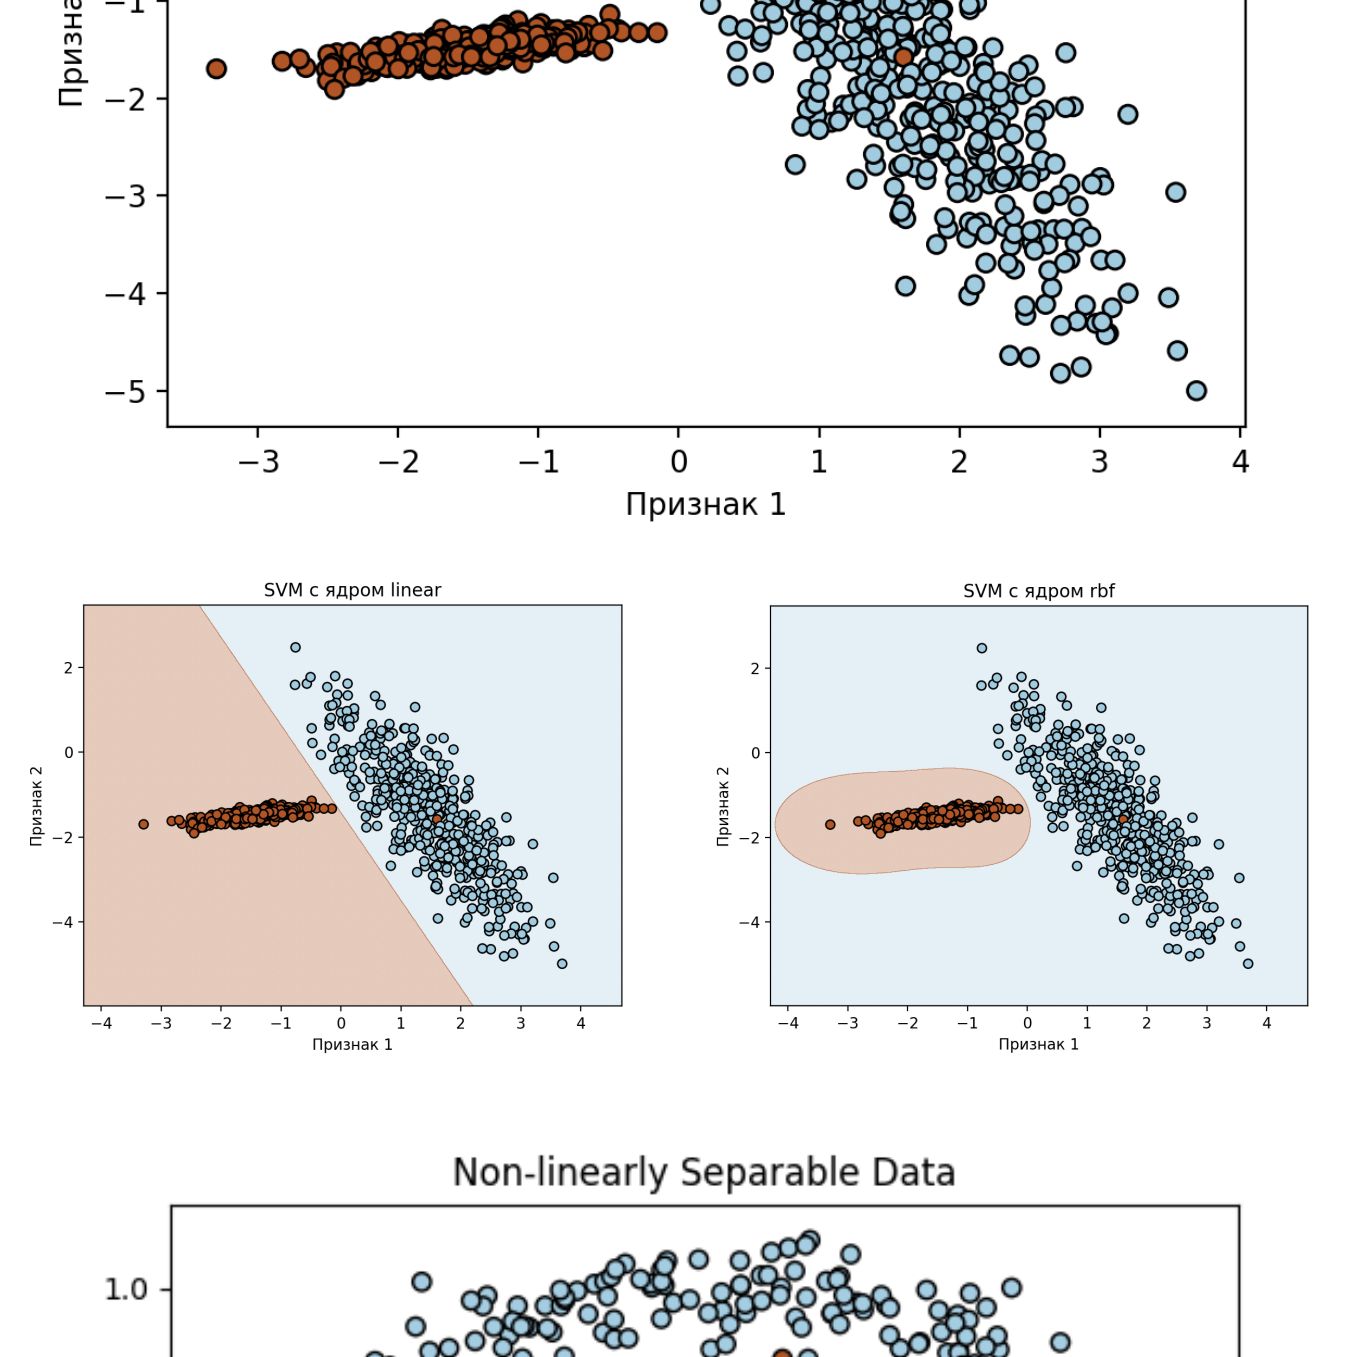 Призна
−1
−2
−3
−4
−5
−3 −2 −1 0 1 2 3 4
Признак 1
SVM с ядром linear
Признак 2
2
0
−2
−4
−4 −3 −2 −1 0 1 2 3 4
Признак 1
SVM с ядром rbf
Признак 2
2
0
−2
−4
−4 −3 −2 −1 0 1 2 3 4
Признак 1
Non-linearly Separable Data
1.0